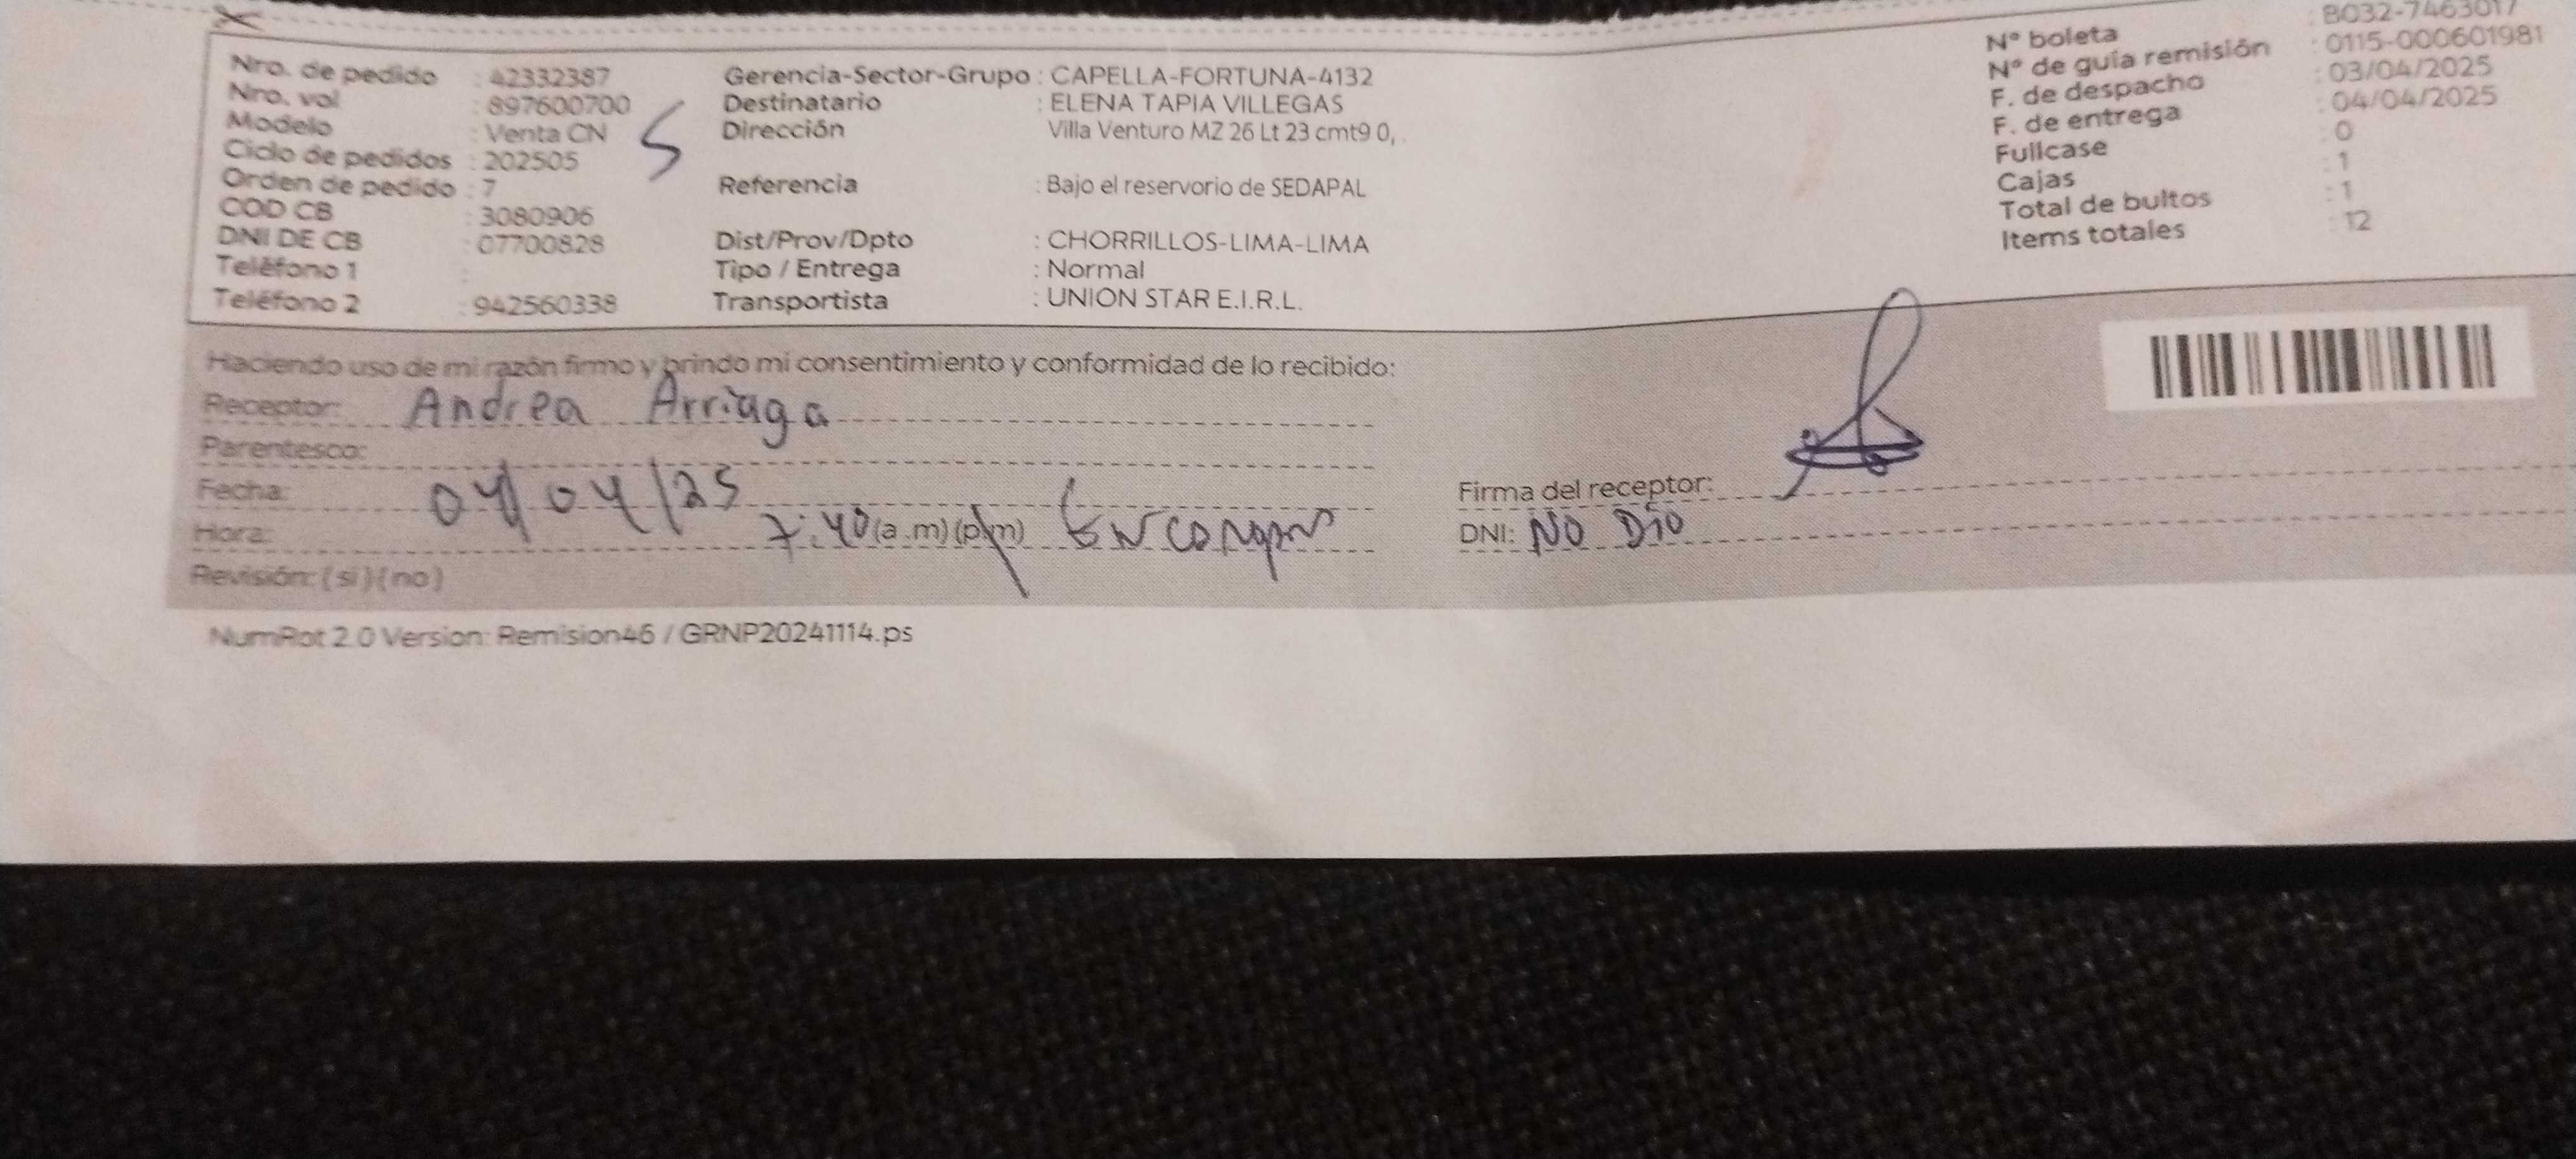 Nro. de pedido : 42332387
Nro. vol : 897600700
Modelo : Venta CN
Ciclo de pedidos : 202505
Orden de pedido : 7
COD CB : 3080906
DNI DE CB : 07700828
Teléfono 1 :
Teléfono 2 : 942560338
5
Gerencia-Sector-Grupo : CAPELLA-FORTUNA-4132
Destinatario : ELENA TAPIA VILLEGAS
Dirección Villa Venturo MZ 26 Lt 23 cmt9 0, .
Referencia : Bajo el reservorio de SEDAPAL
Dist/Prov/Dpto : CHORRILLOS-LIMA-LIMA
Tipo / Entrega : Normal
Transportista : UNION STAR E.I.R.L.
Nº boleta : B032-7463017
Nº de guía remisión : 0115-000601981
F. de despacho : 03/04/2025
F. de entrega : 04/04/2025
Fullcase : 0
Cajas : 1
Total de bultos : 1
Items totales : 12
Haciendo uso de mi razón firmo y brindo mi consentimiento y conformidad de lo recibido:
Receptor: Andrea Arriaga
Parentesco:
Fecha: 04/04/25
Hora: 7:40 (a.m) (p.m)
Revisión: (si) (no)
Firma del receptor:
DNI: NO DIO
NumRot 2.0 Version: Remision46 / GRNP20241114.ps